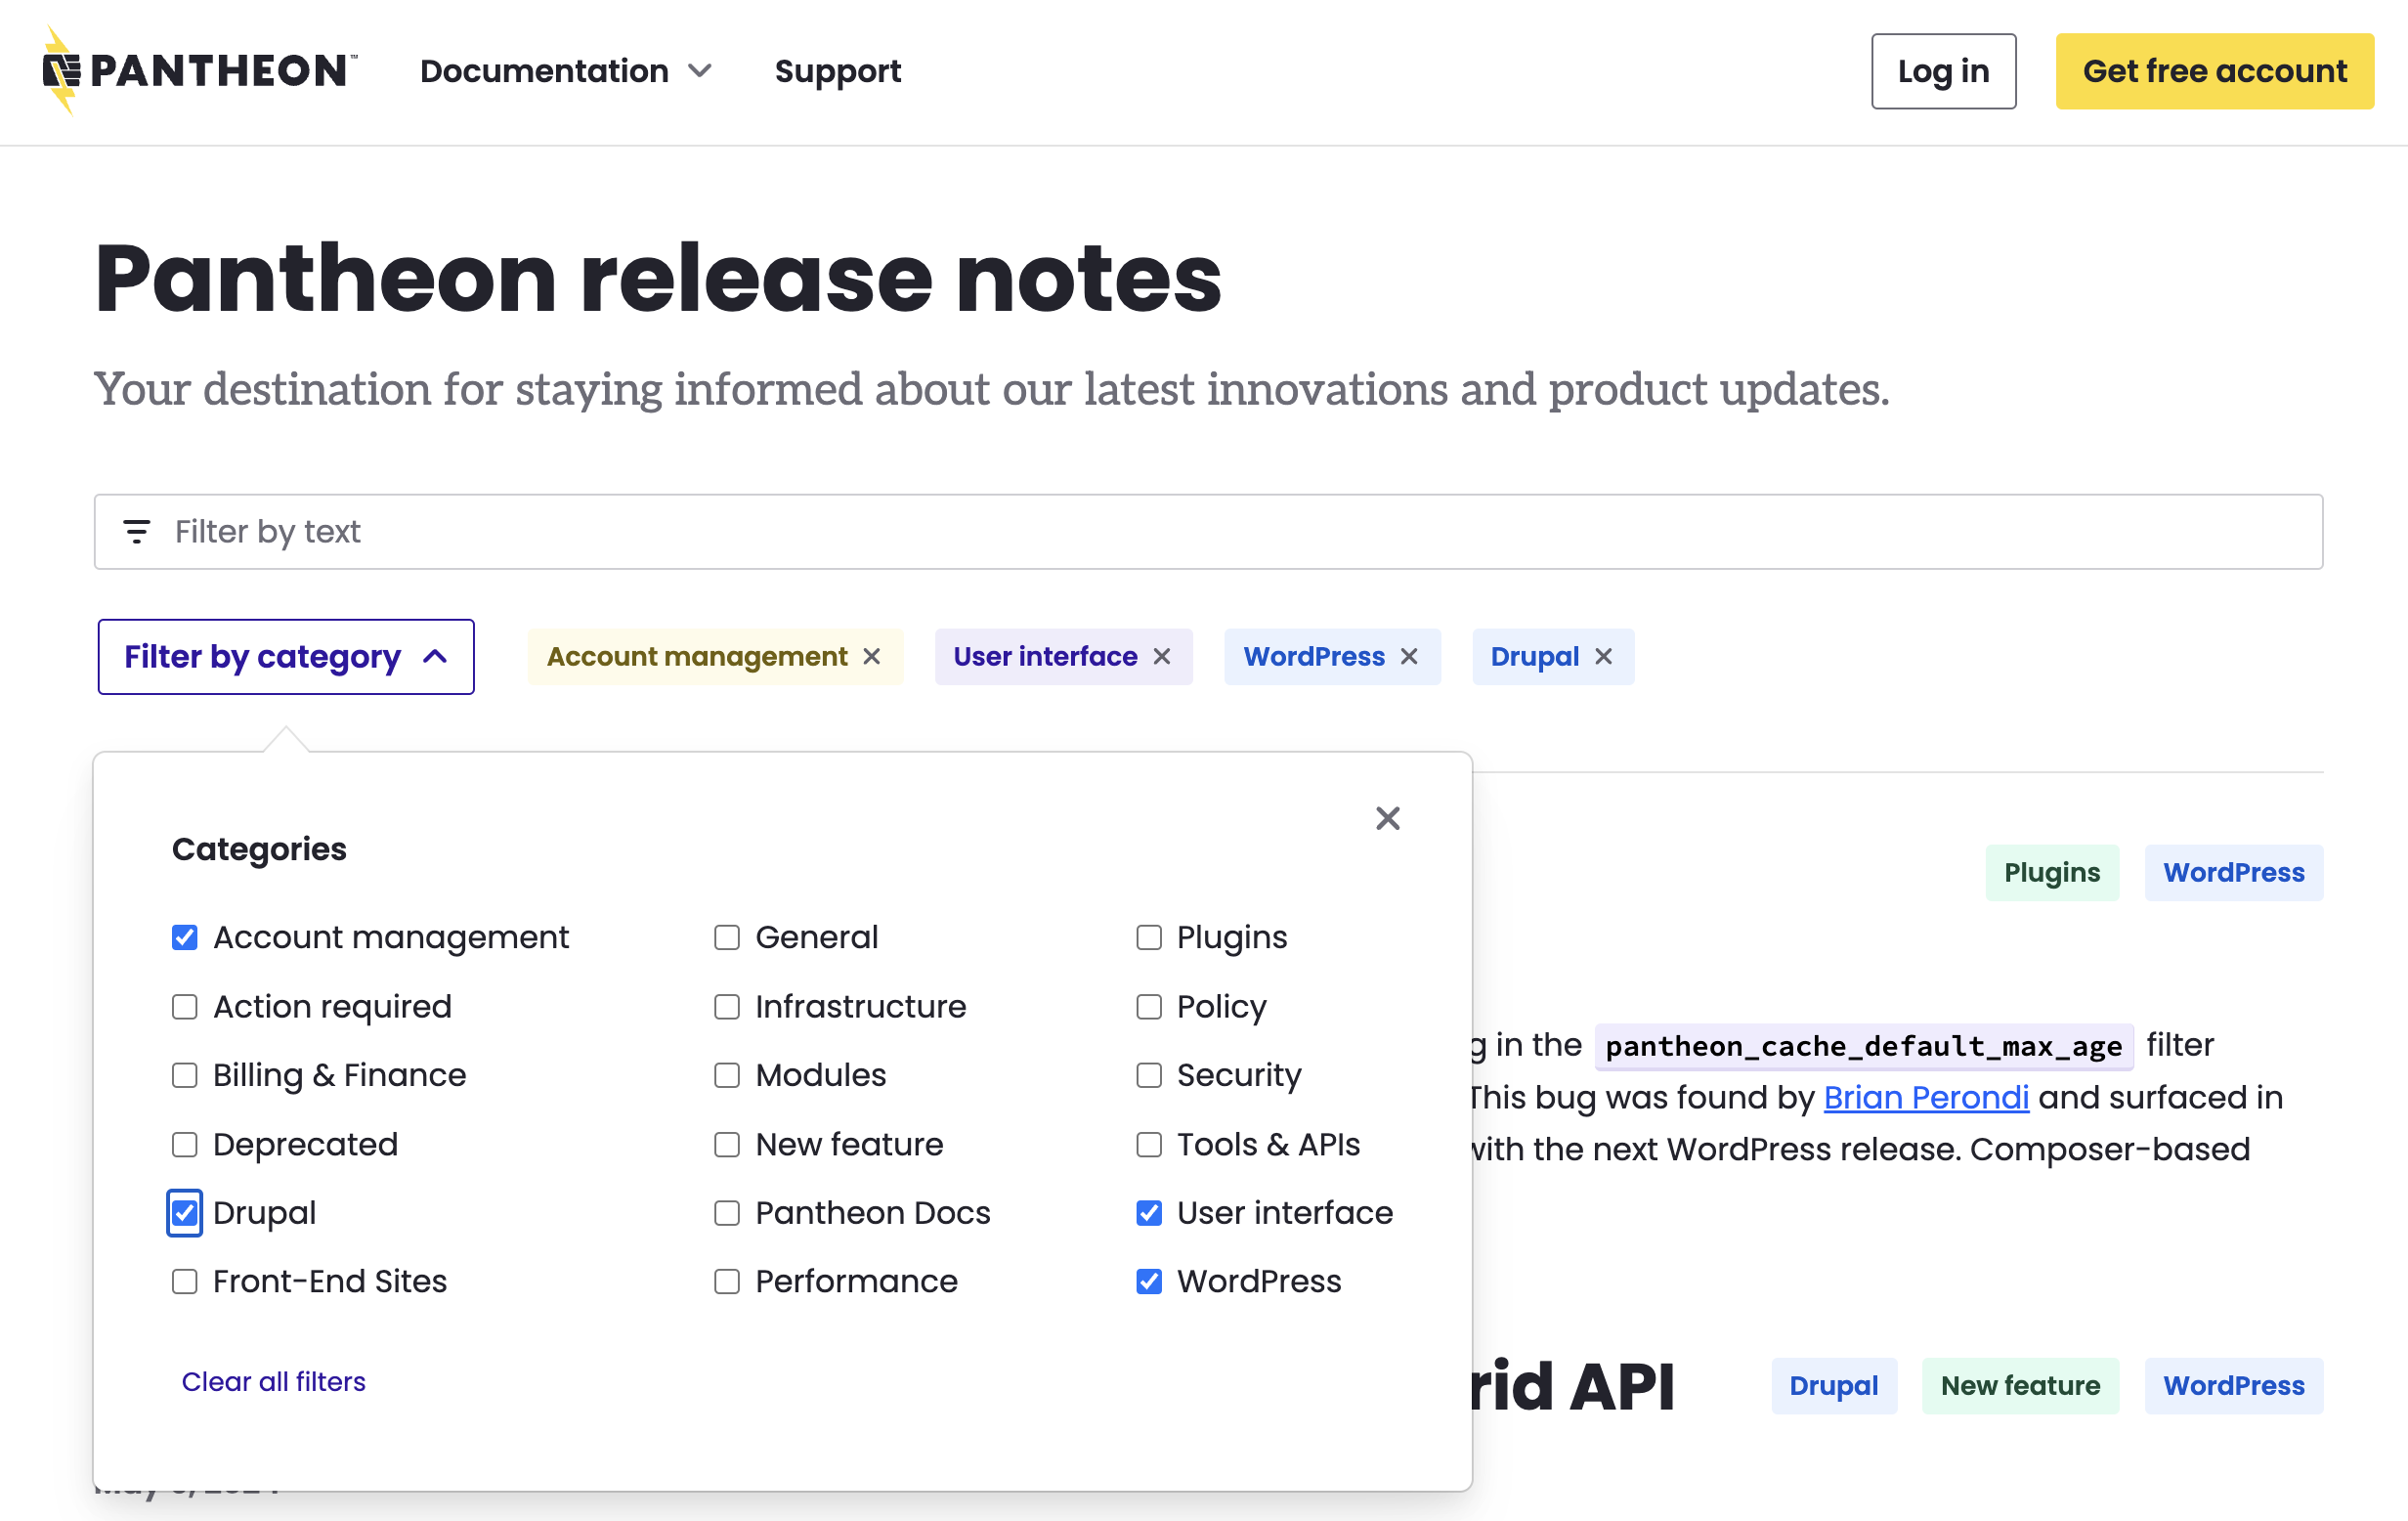 PANTHEON™ Documentation Support Log in Get free account
Pantheon release notes
Your destination for staying informed about our latest innovations and product updates.
Filter by text
Filter by category Account management User interface WordPress Drupal
Categories
Account management
Action required
Billing & Finance
Deprecated
Drupal
Front-End Sites
General
Infrastructure
Modules
New feature
Pantheon Docs
Performance
Plugins
Policy
Security
Tools & APIs
User interface
WordPress
Clear all filters
Plugins WordPress
in the pantheon_cache_default_max_age filter
This bug was found by Brian Perondi and surfaced in
with the next WordPress release. Composer-based
API Drupal New feature WordPress